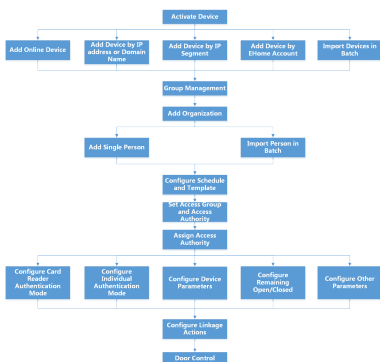 Activate Device
Add Online Device
Add Device by IP
address or Domain
Name
Add Device by IP
Segment
Add Device by
EHome Account
Import Devices in
Batch
Group Management
Add Organization
Add Single Person
Import Person in
Batch
Configure Schedule
and Template
Set Access Group
and Access
Authority
Assign Access
Authority
Configure Card
Reader
Authentication
Mode
Configure
Individual
Authentication
Mode
Configure Device
Parameters
Configure
Remaining
Open/Closed
Configure Other
Parameters
Configure Linkage
Actions
Door Control